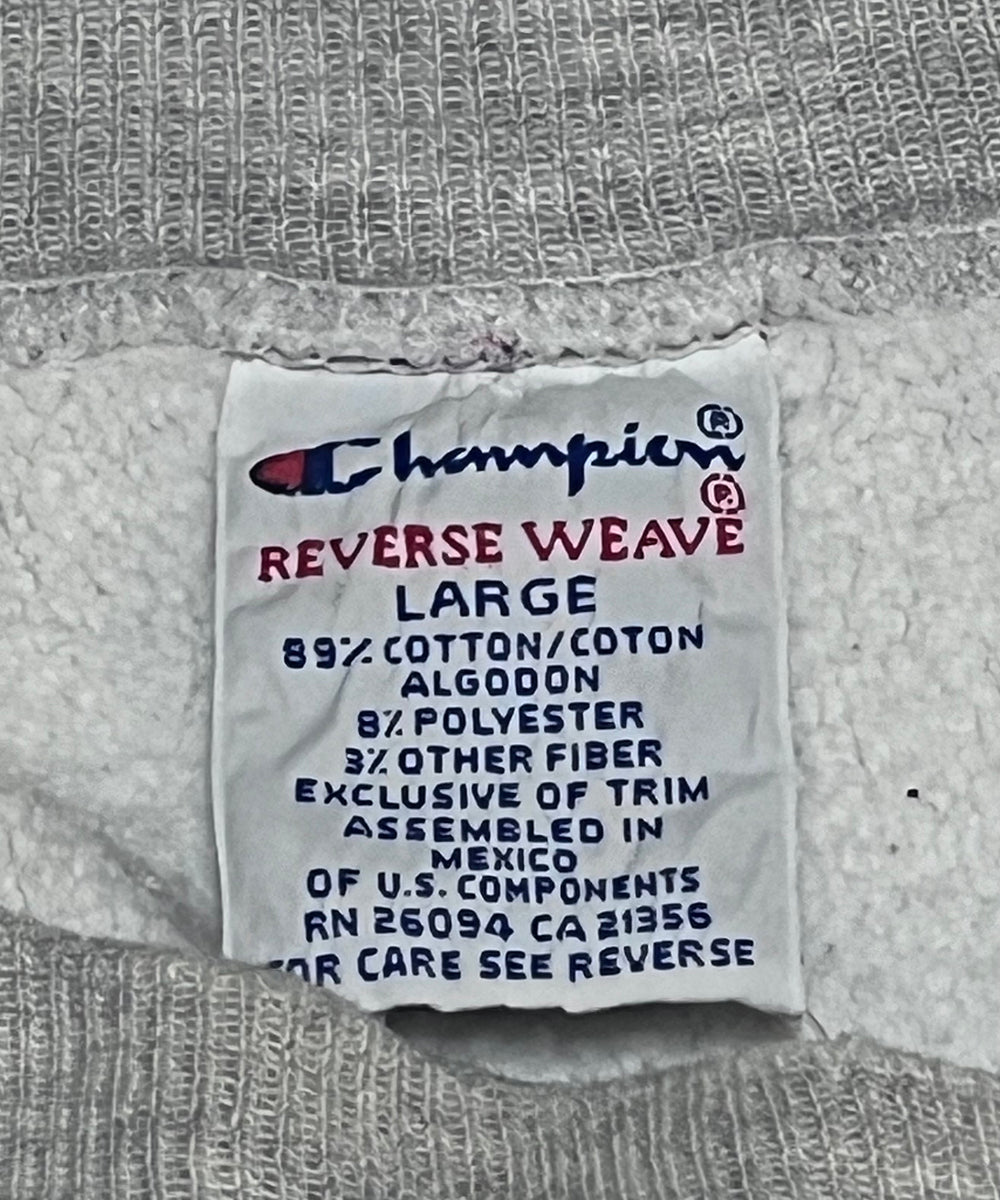 Champion®
®
REVERSE WEAVE
LARGE
89% COTTON/COTON
ALGODON
8% POLYESTER
3% OTHER FIBER
EXCLUSIVE OF TRIM
ASSEMBLED IN
MEXICO
OF U.S. COMPONENTS
RN 26094 CA 21356
FOR CARE SEE REVERSE